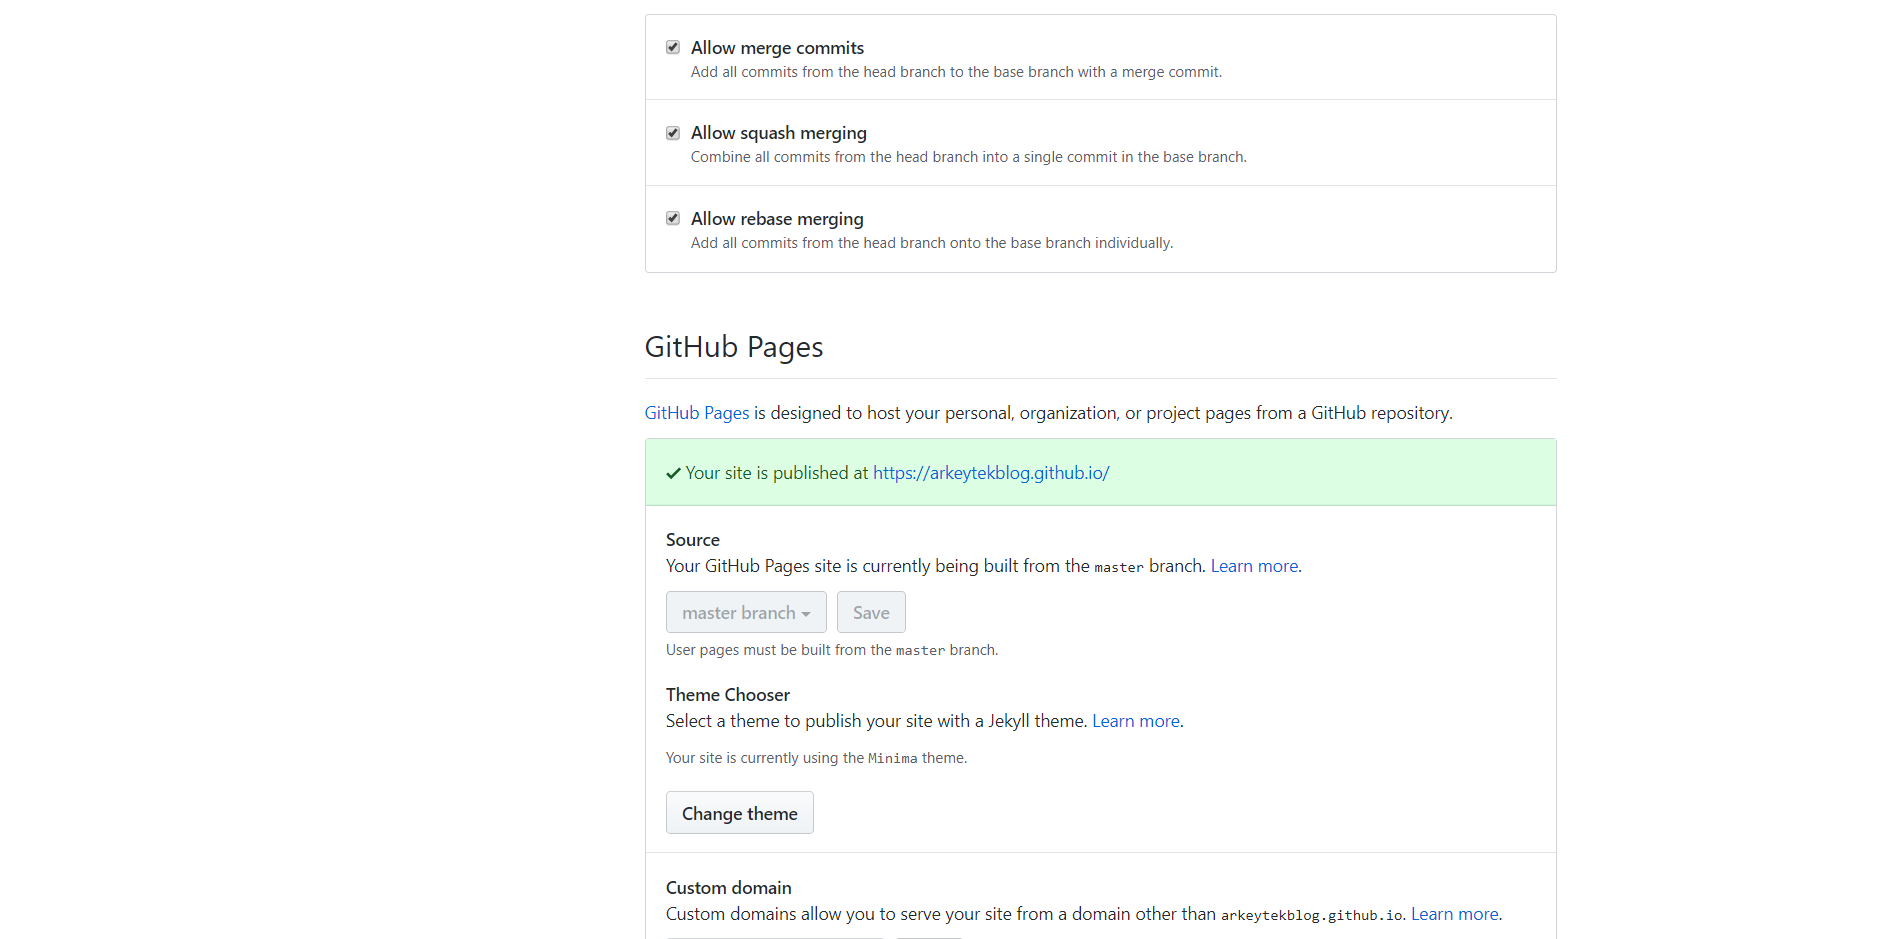 Allow merge commits
Add all commits from the head branch to the base branch with a merge commit.
Allow squash merging
Combine all commits from the head branch into a single commit in the base branch.
Allow rebase merging
Add all commits from the head branch onto the base branch individually.
GitHub Pages
GitHub Pages is designed to host your personal, organization, or project pages from a GitHub repository.
Your site is published at https://arkeytekblog.github.io/
Source
Your GitHub Pages site is currently being built from the master branch. Learn more.
master branch Save
User pages must be built from the master branch.
Theme Chooser
Select a theme to publish your site with a Jekyll theme. Learn more.
Your site is currently using the Minima theme.
Change theme
Custom domain
Custom domains allow you to serve your site from a domain other than arkeytekblog.github.io. Learn more.